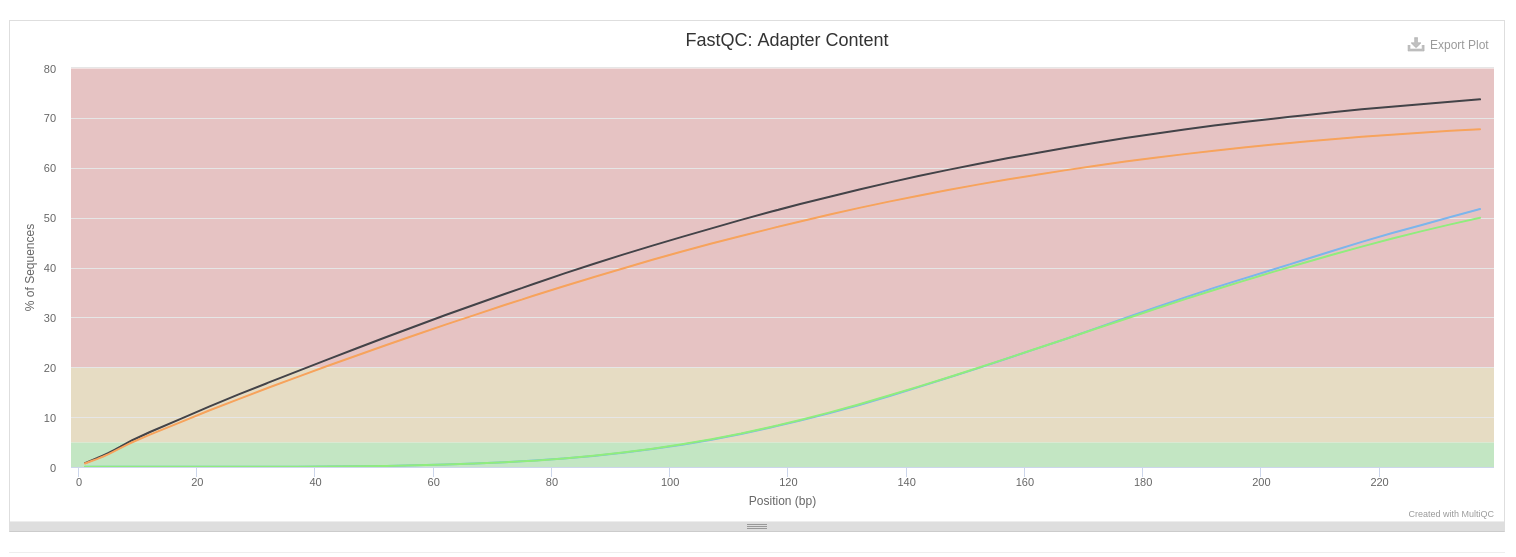 FastQC: Adapter Content
Export Plot
80
70
60
50
40
30
20
10
0
% of Sequences
0 20 40 60 80 100 120 140 160 180 200 220
Position (bp)
Created with MultiQC